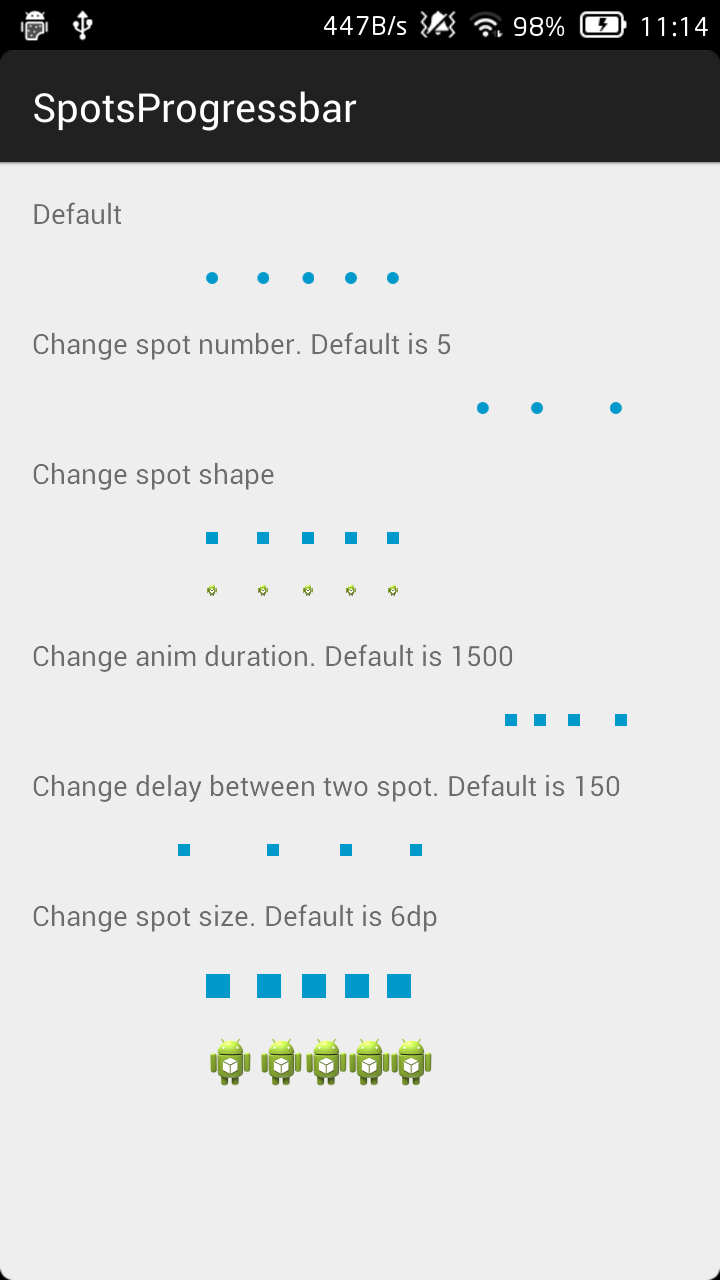 447B/s 98% 11:14
SpotsProgressbar
Default
Change spot number. Default is 5
Change spot shape
Change anim duration. Default is 1500
Change delay between two spot. Default is 150
Change spot size. Default is 6dp